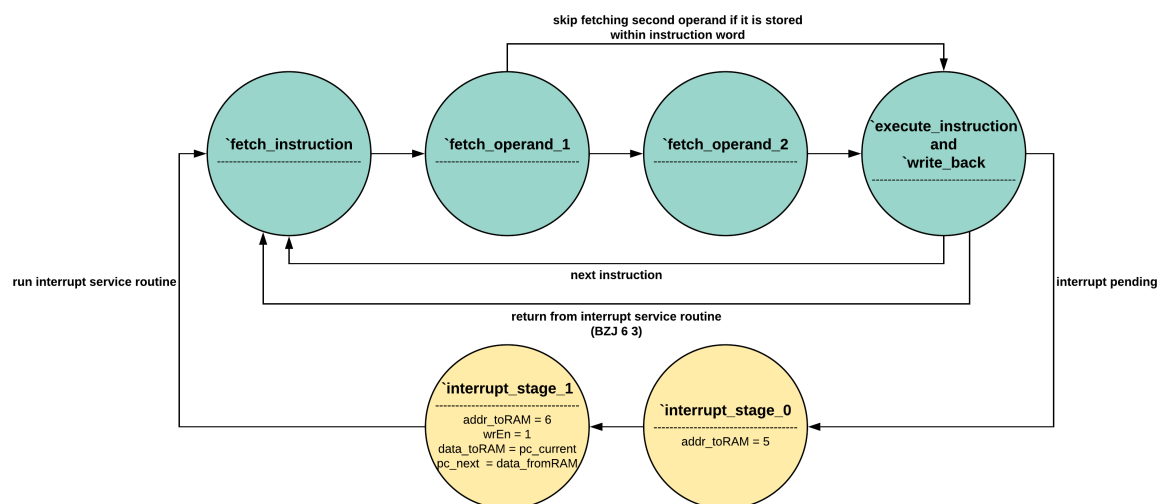 skip fetching second operand if it is stored
within instruction word
`fetch_instruction
--------------------------------
`fetch_operand_1
--------------------------------
`fetch_operand_2
--------------------------------
`execute_instruction
and
`write_back
--------------------------------
next instruction
run interrupt service routine
interrupt pending
return from interrupt service routine
(BZJ 6 3)
`interrupt_stage_1
--------------------------------
addr_toRAM = 6
wrEn = 1
data_toRAM = pc_current
pc_next = data_fromRAM
`interrupt_stage_0
--------------------------------
addr_toRAM = 5